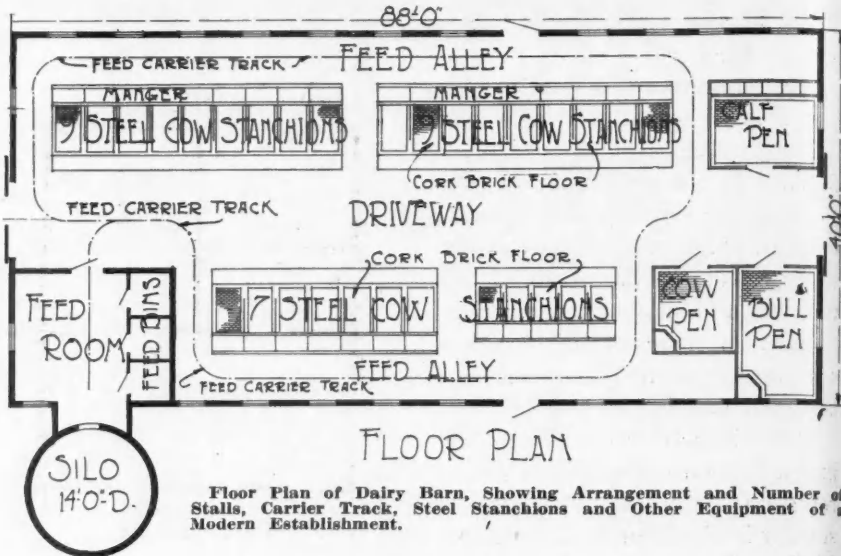 88'-0"
FEED ALLEY
FEED CARRIER TRACK
MANGER
MANGER
9 STEEL COW STANCHIONS
9 STEEL COW STANCHIONS
CALF
PEN
CORK BRICK FLOOR
FEED CARRIER TRACK
DRIVEWAY
40'-0"
CORK BRICK FLOOR
FEED
ROOM
FEED BINS
7 STEEL COW STANCHIONS
COW
PEN
BULL
PEN
FEED ALLEY
FEED CARRIER TRACK
FLOOR PLAN
SILO
14'-0"-D.
Floor Plan of Dairy Barn, Showing Arrangement and Number of
Stalls, Carrier Track, Steel Stanchions and Other Equipment of a
Modern Establishment.